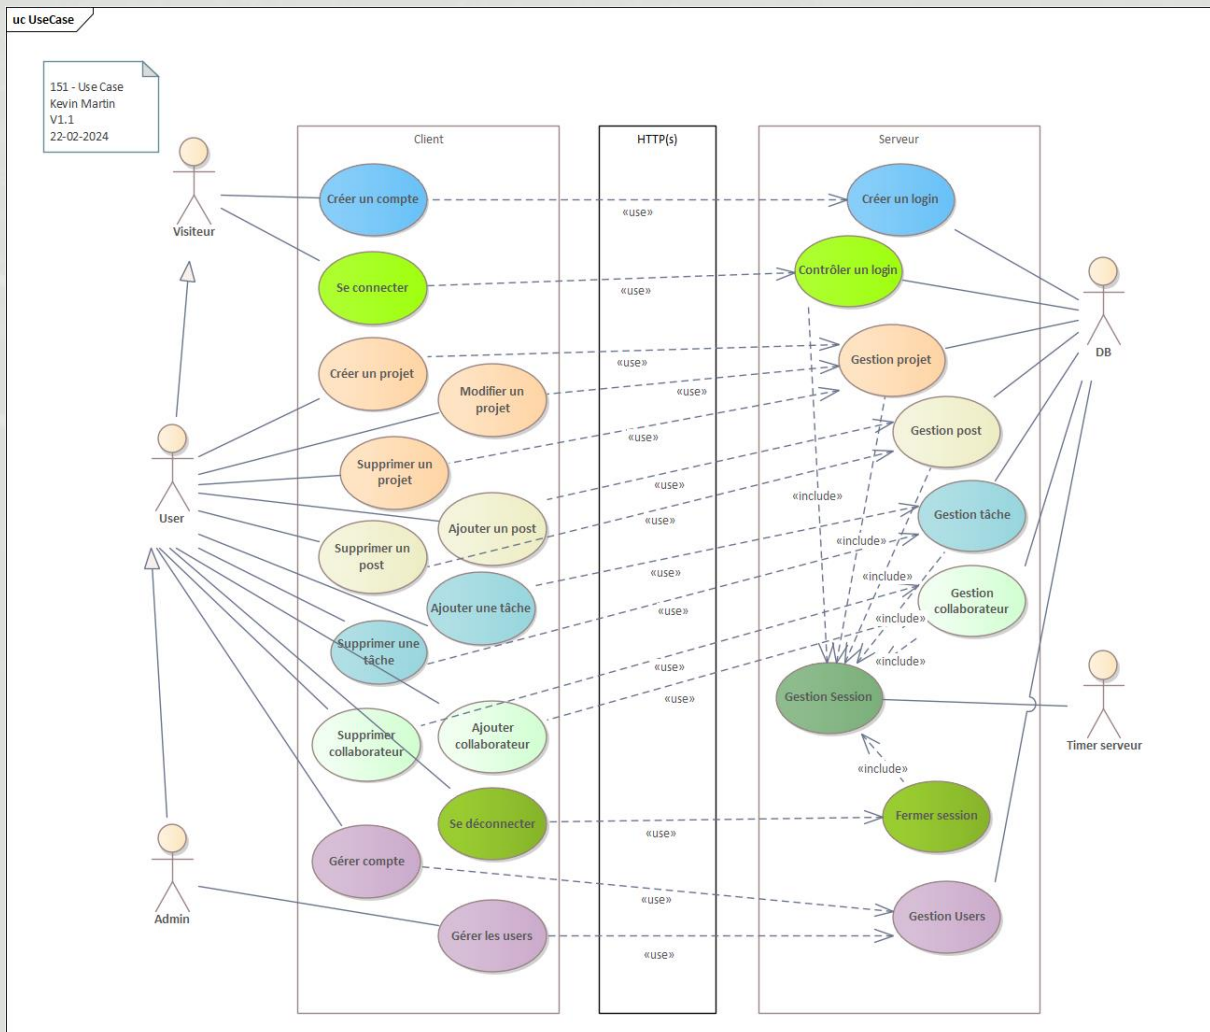 uc UseCase
151 - Use Case
Kevin Martin
V1.1
22-02-2024
Client
HTTP(s)
Serveur
Visiteur
Créer un compte
«use»
Créer un login
Se connecter
«use»
Contrôler un login
DB
Créer un projet
«use»
Gestion projet
Modifier un
projet
«use»
Supprimer un
projet
«use»
Gestion post
User
Ajouter un post
«use»
Supprimer un
post
«use»
«include»
Gestion tâche
«include»
Ajouter une tâche
«use»
«include»
Gestion
collaborateur
Supprimer une
tâche
«use»
«include»
«include»
Supprimer
collaborateur
«use»
Ajouter
collaborateur
«use»
Gestion Session
Timer serveur
«include»
Se déconnecter
«use»
Fermer session
Gérer compte
«use»
Gestion Users
Admin
Gérer les users
«use»